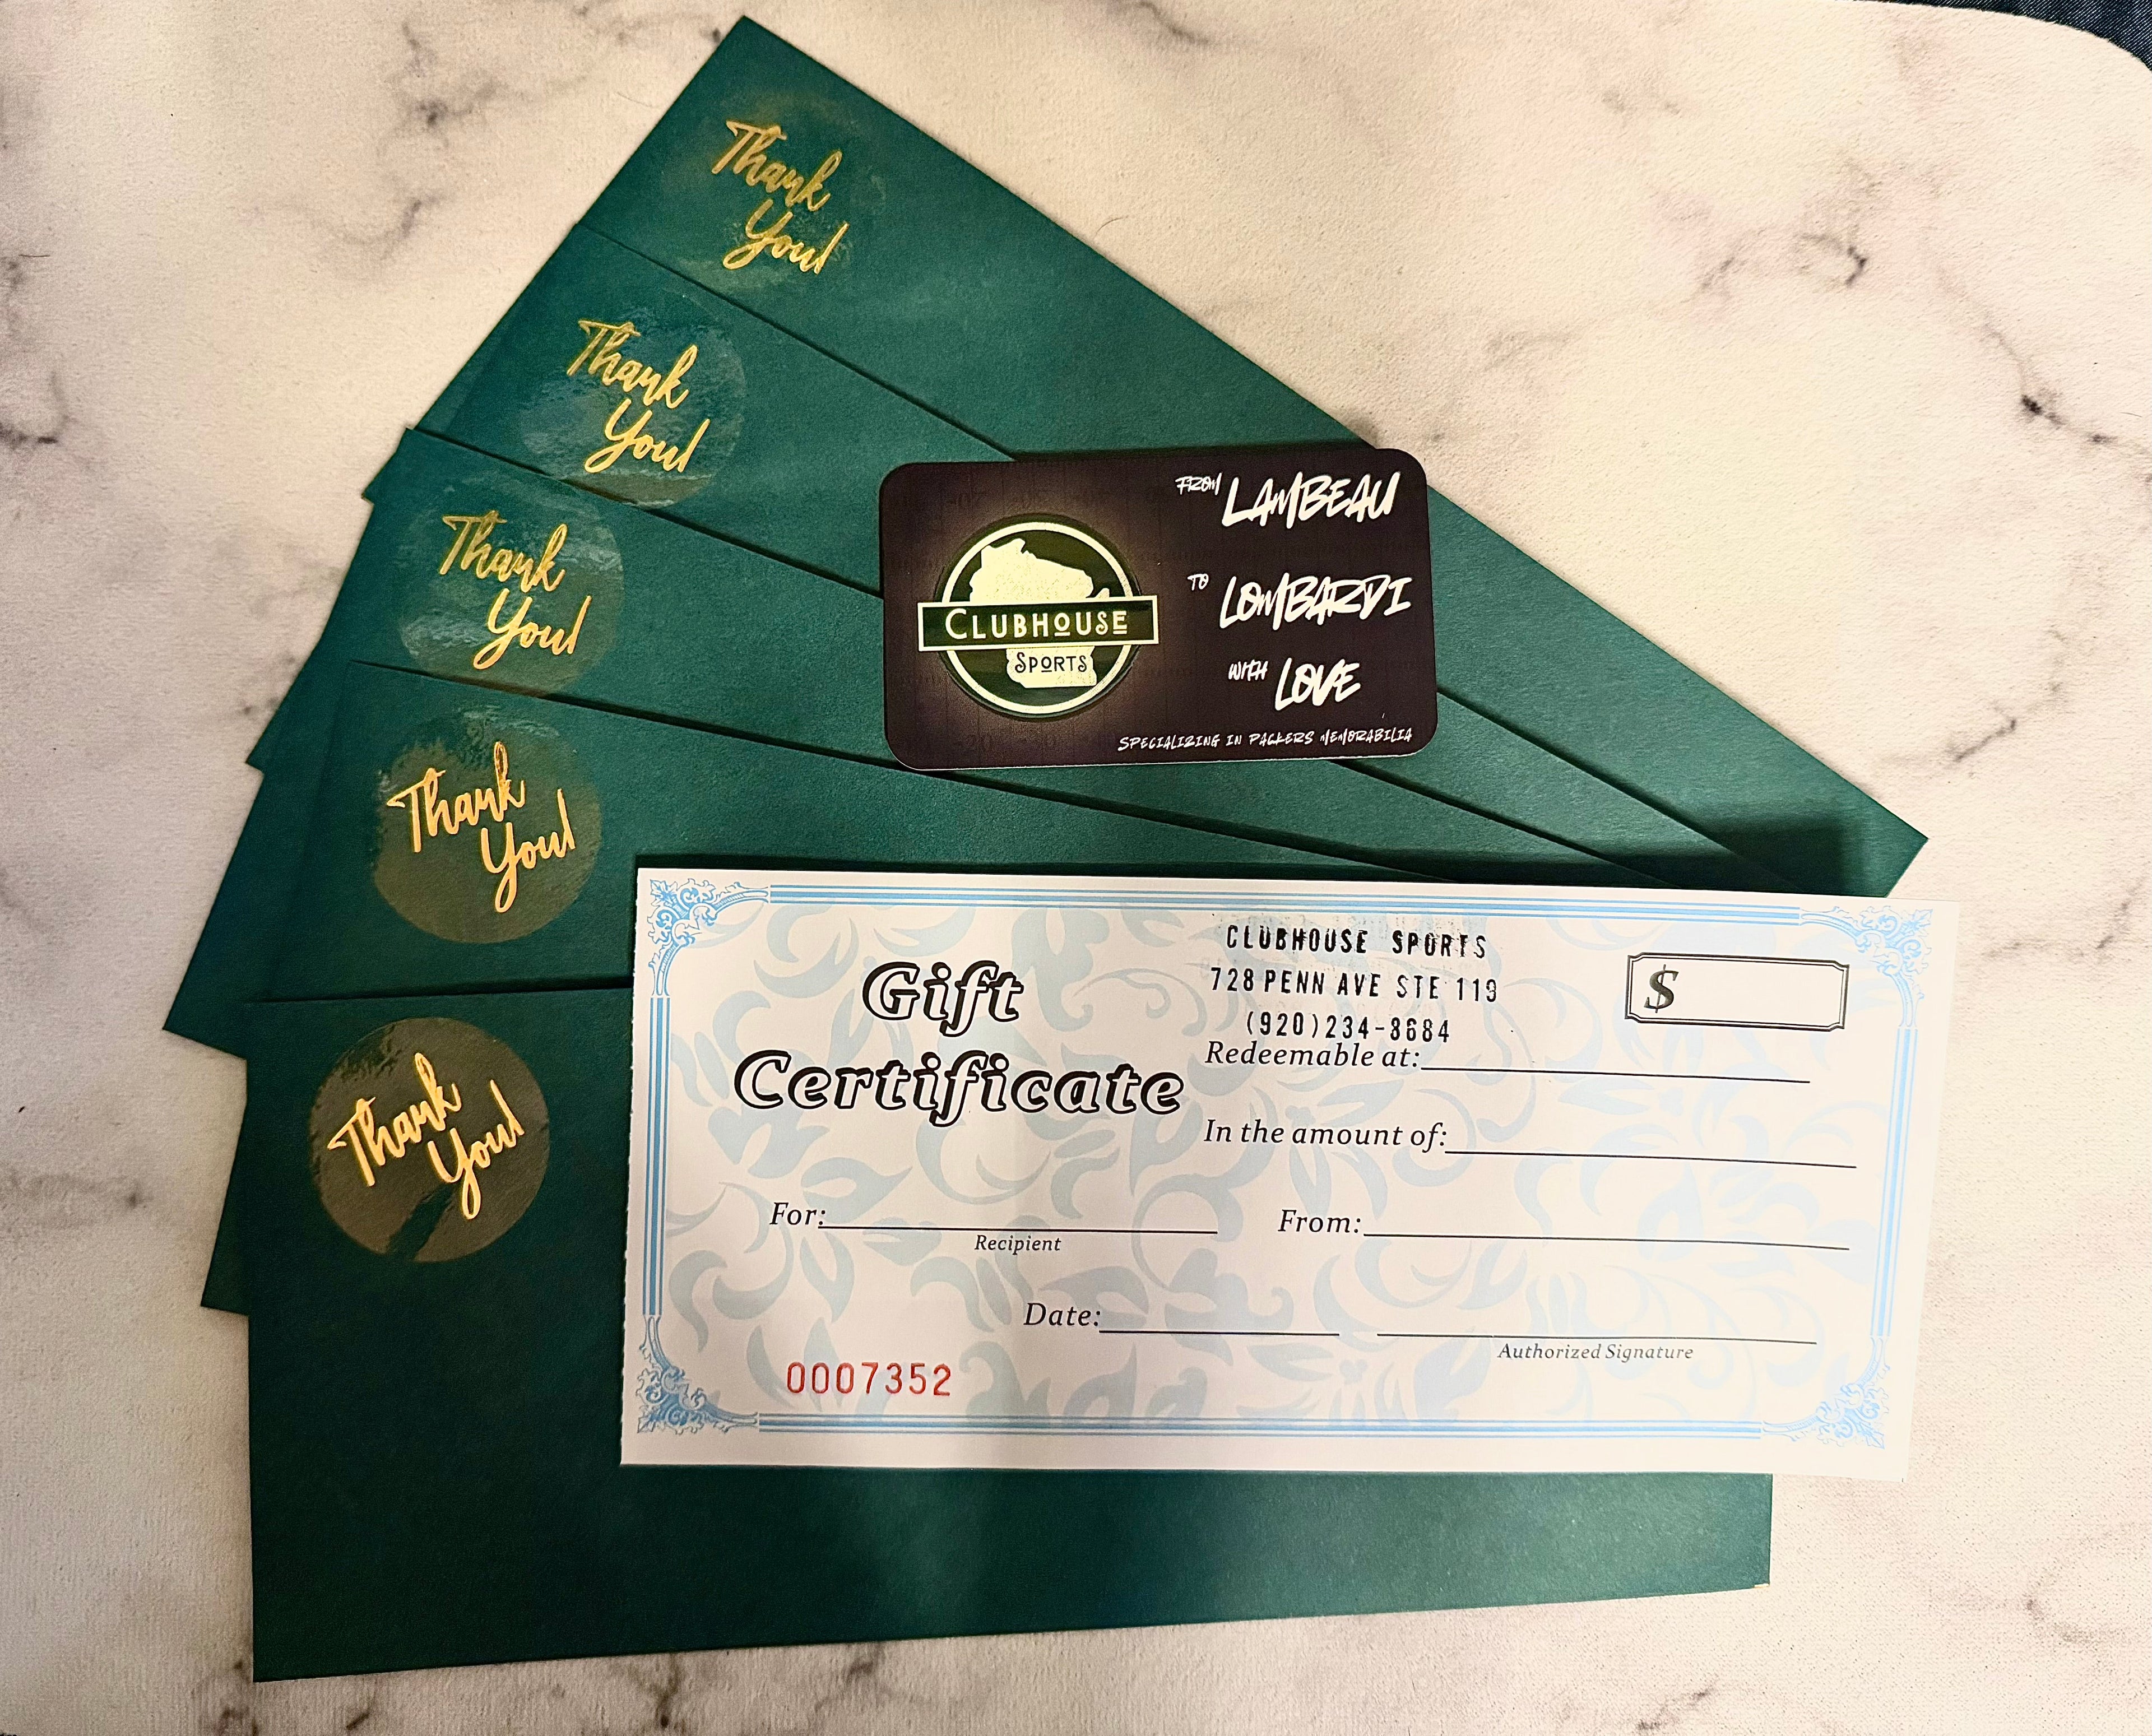 Thank
You!
Thank
You!
Thank
You!
Thank
You!
Thank
You!
CLUBHOUSE
SPORTS
FROM LAMBEAU
TO LOMBARDI
WITH LOVE
SPECIALIZING IN PACKERS MEMORABILIA
Gift
Certificate
CLUBHOUSE SPORTS
728 PENN AVE STE 119
(920)234-8684
$
Redeemable at:
In the amount of:
For:
Recipient
From:
Date:
Authorized Signature
0007352